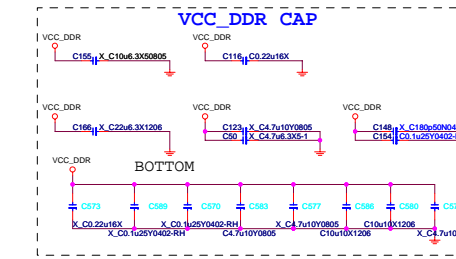 VCC_DDR CAP
VCC_DDR VCC_DDR
C155 X_C10u6.3X50805 C116 C0.22u16X
VCC_DDR VCC_DDR VCC_DDR
C166 X_C22u6.3X1206 C123 X_C4.7u10Y0805 C148 X_C180p50N04
C50 X_C4.7u6.3X5-1 C154 C0.1u25Y0402-
VCC_DDR BOTTOM
C573 C589 C570 C583 C577 C586 C580 C57
X_C0.22u16X X_C0.1u25Y0402-RH X_C4.7u10Y0805 C10u10X1206
X_C0.1u25Y0402-RH C4.7u10Y0805 C10u10X1206 X_C4.7u10